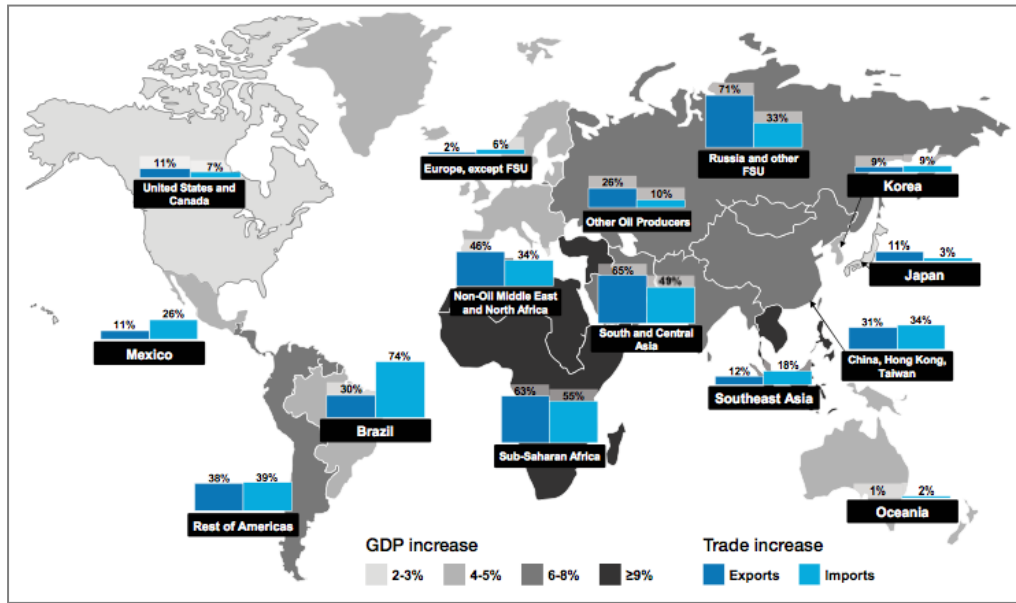 71%
33%
Russia and other
FSU
2% 6%
Europe, except FSU
9% 9%
Korea
11% 7%
United States and
Canada
26% 10%
Other Oil Producers
46% 34%
Non-Oil Middle East
and North Africa
65% 49%
South and Central
Asia
11% 3%
Japan
11% 26%
Mexico
31% 34%
China, Hong Kong,
Taiwan
30% 74%
Brazil
12% 18%
Southeast Asia
63% 55%
Sub-Saharan Africa
38% 39%
Rest of Americas
1% 2%
Oceania
GDP increase
2-3% 4-5% 6-8% ≥9%
Trade increase
Exports Imports